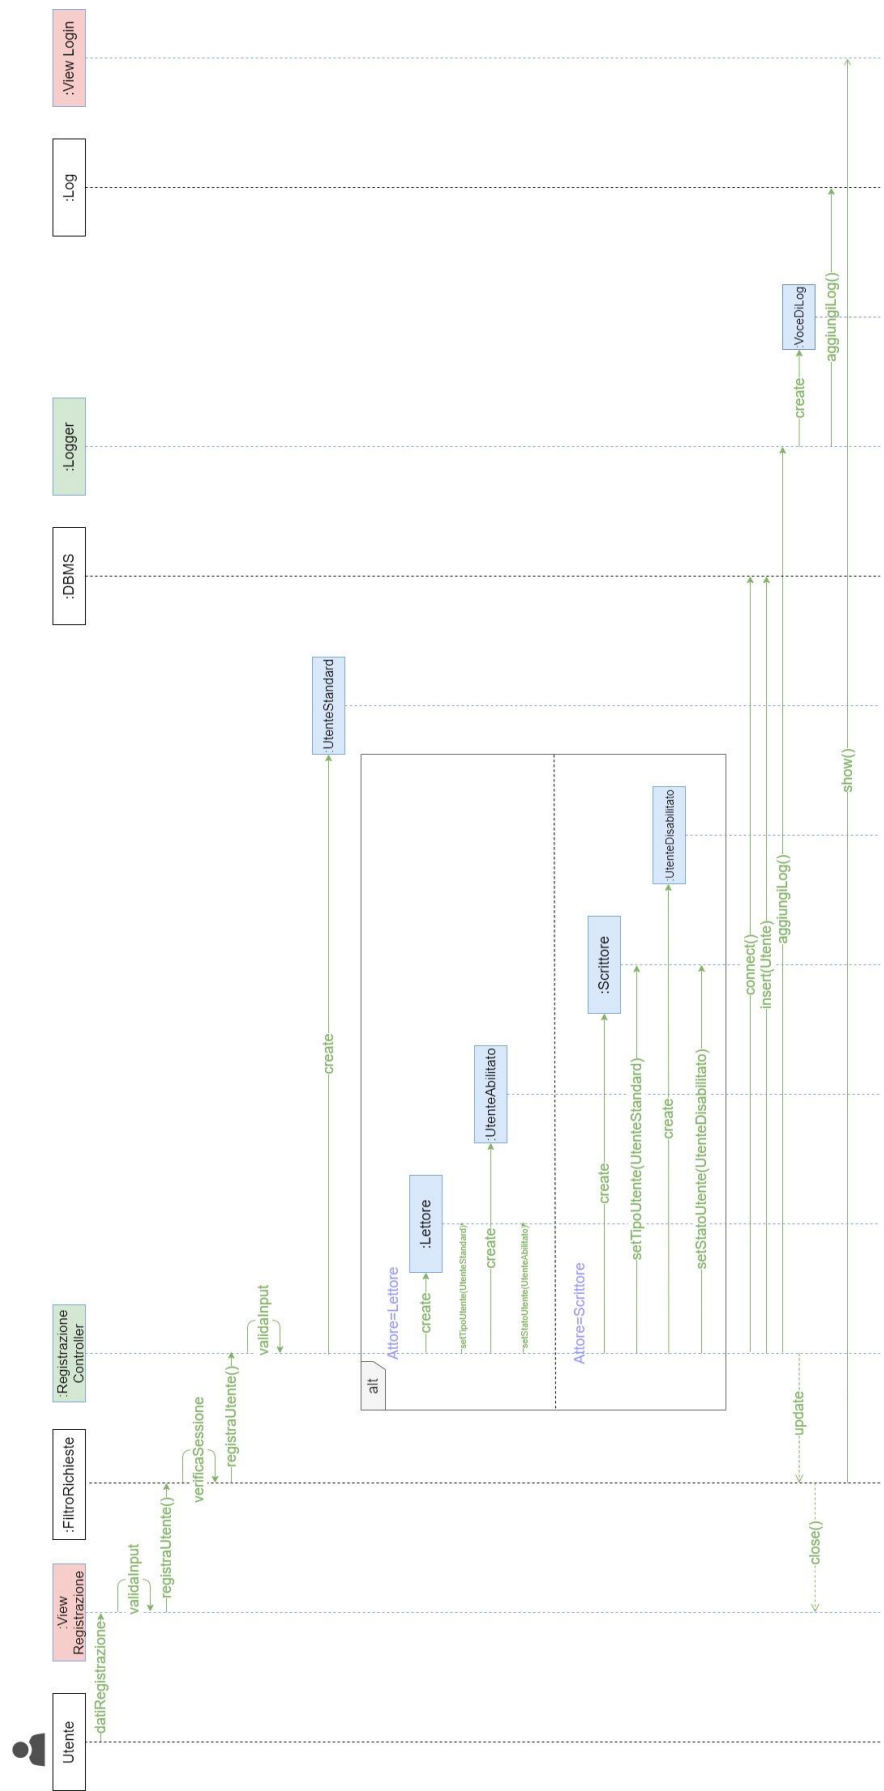 Utente
:View
Registrazione
:FiltroRichieste
:Registrazione
Controller
:DBMS
:Logger
:Log
:View Login
datiRegistrazione
validaInput
registraUtente()
verificaSessione
registraUtente()
validaInput
create
:UtenteStandard
alt
Attore=Lettore
create
:Lettore
setTipoUtente(UtenteStandard)
create
:UtenteAbilitato
setStatoUtente(UtenteAbilitato)
Attore=Scrittore
create
:Scrittore
setTipoUtente(UtenteStandard)
create
:UtenteDisabilitato
setStatoUtente(UtenteDisabilitato)
connect()
insert(Utente)
aggiungiLog()
update
create
:VoceDiLog
close()
aggiungiLog()
show()